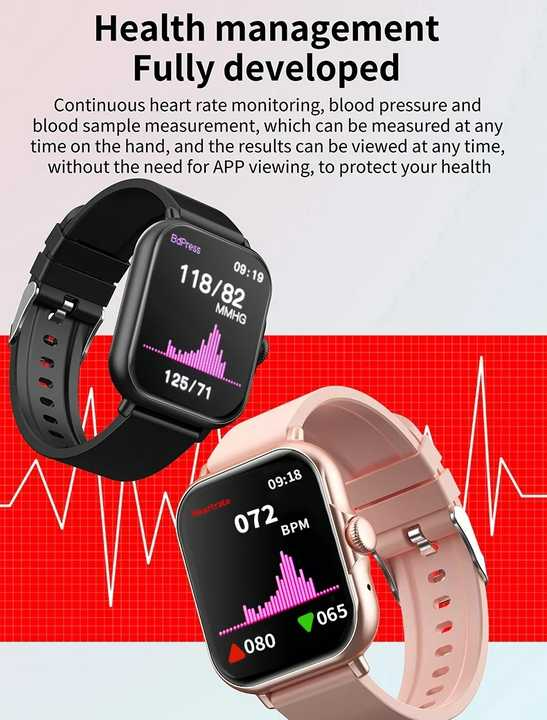 Health management
Fully developed
Continuous heart rate monitoring, blood pressure and
blood sample measurement, which can be measured at any
time on the hand, and the results can be viewed at any time,
without the need for APP viewing, to protect your health
BdPress
09:19
118/82
MMHG
125/71
Heartrate
09:18
072
BPM
080
065